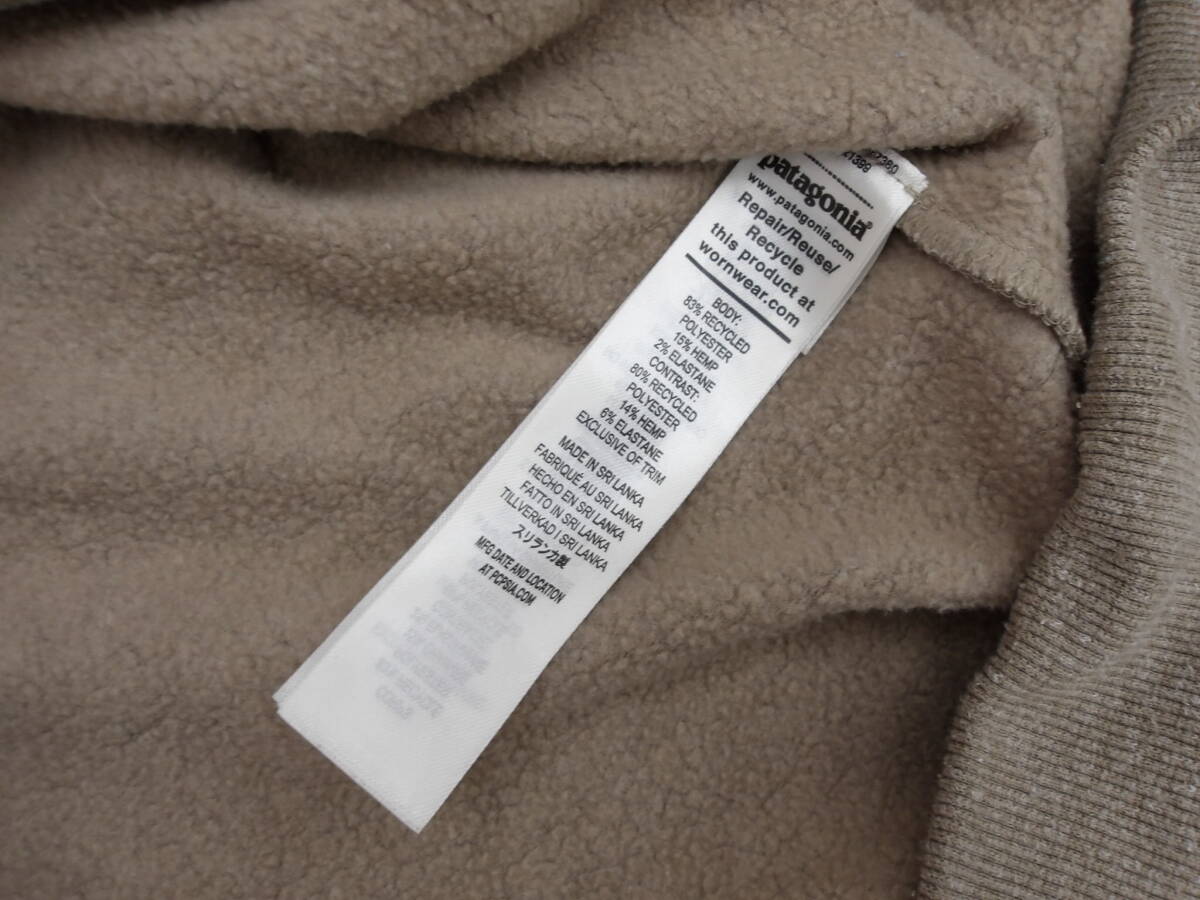 21399
patagonia®
www.patagonia.com
Repair/Reuse/
Recycle
this product at
wornwear.com
BODY:
83% RECYCLED
POLYESTER
15% HEMP
2% ELASTANE
CONTRAST:
80% RECYCLED
POLYESTER
14% HEMP
6% ELASTANE
EXCLUSIVE OF TRIM
MADE IN SRI LANKA
FABRIQUÉ AU SRI LANKA
HECHO EN SRI LANKA
FATTO IN SRI LANKA
TILLVERKAD I SRI LANKA
スリランカ製
MFG DATE AND LOCATION
AT PCPSIA.COM